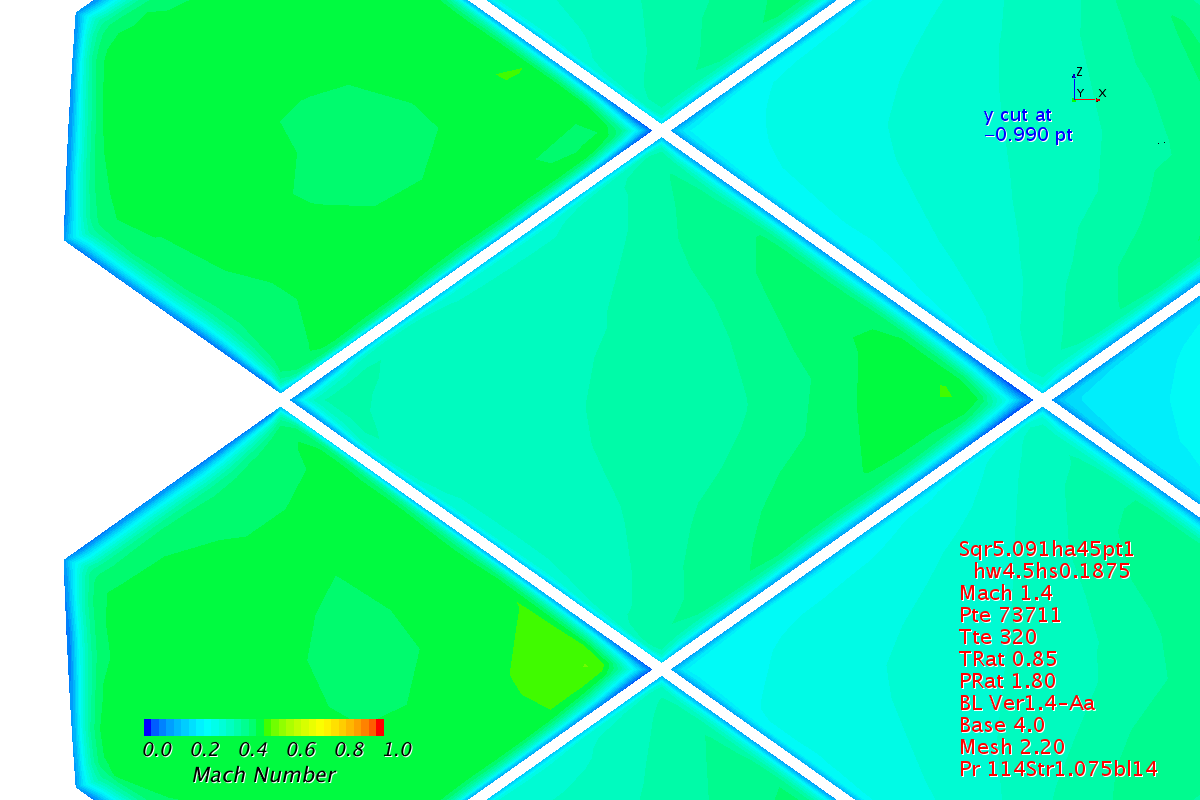 Z
Y X
y cut at
-0.990 pt
Sqr5.091ha45pt1
hw4.5hs0.1875
Mach 1.4
Pte 73711
Tte 320
TRat 0.85
PRat 1.80
BL Ver1.4-Aa
Base 4.0
Mesh 2.20
Pr 114Str1.075bl14
0.0 0.2 0.4 0.6 0.8 1.0
Mach Number